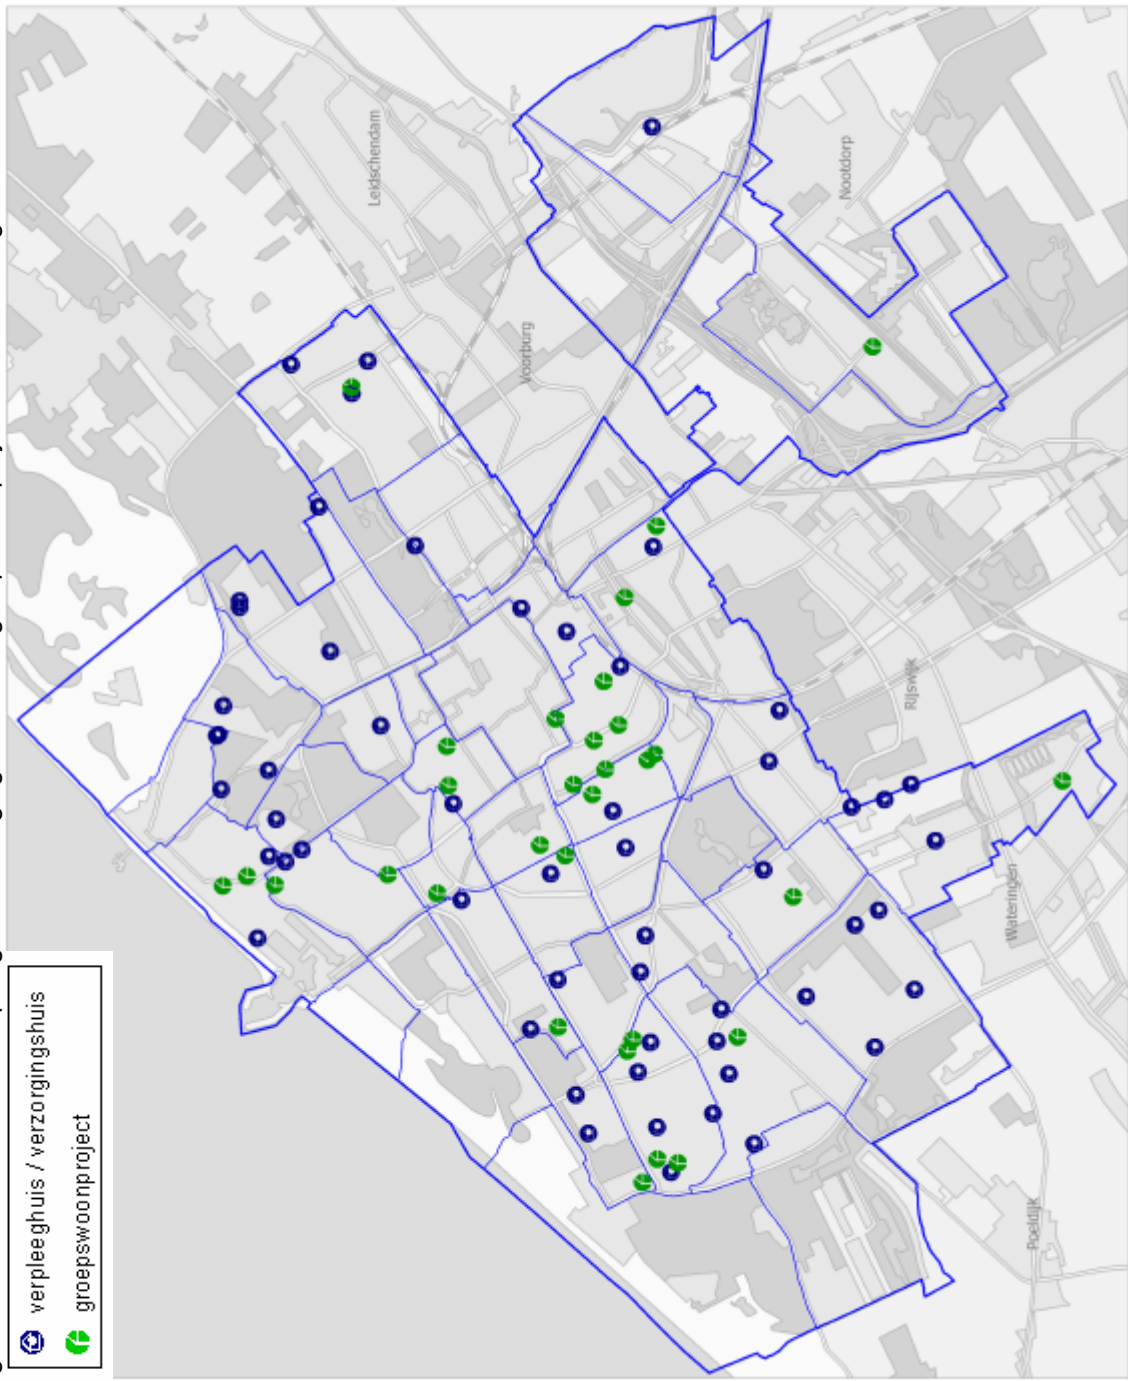 verpleeghuis / verzorgingshuis
groepswoonproject
Leidschendam
Voorburg
Nootdorp
Rijswijk
Wateringen
Poeldijk